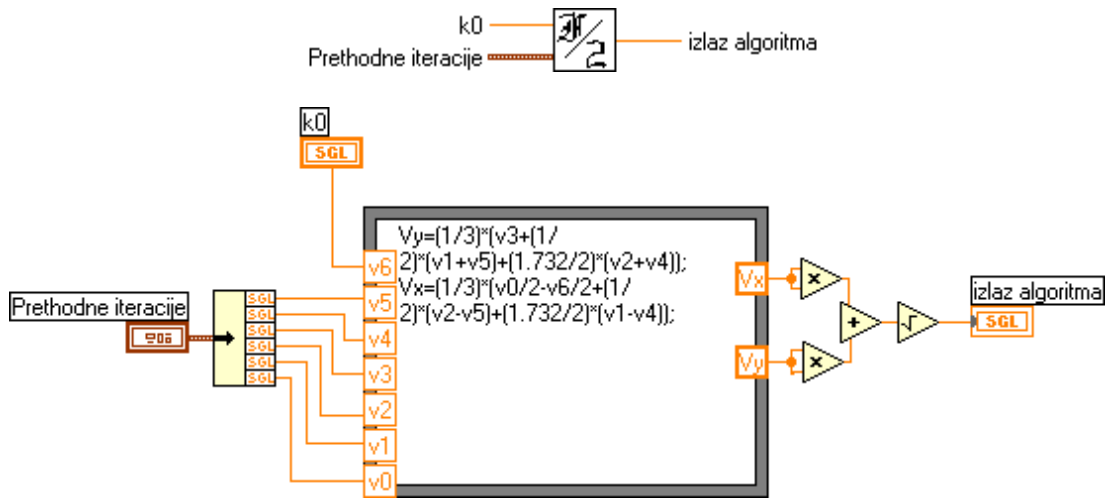 k0
Prethodne iteracije
izlaz algoritma
k0
SGL
Vy=(1/3)*(v3+(1/
2)*(v1+v5)+(1.732/2)*(v2+v4));
Vx=(1/3)*(v0/2-v6/2+(1/
2)*(v2-v5)+(1.732/2)*(v1-v4));
v6
v5
v4
v3
v2
v1
v0
Prethodne iteracije
SGL
SGL
SGL
SGL
SGL
SGL
Vx
Vy
izlaz algoritma
SGL